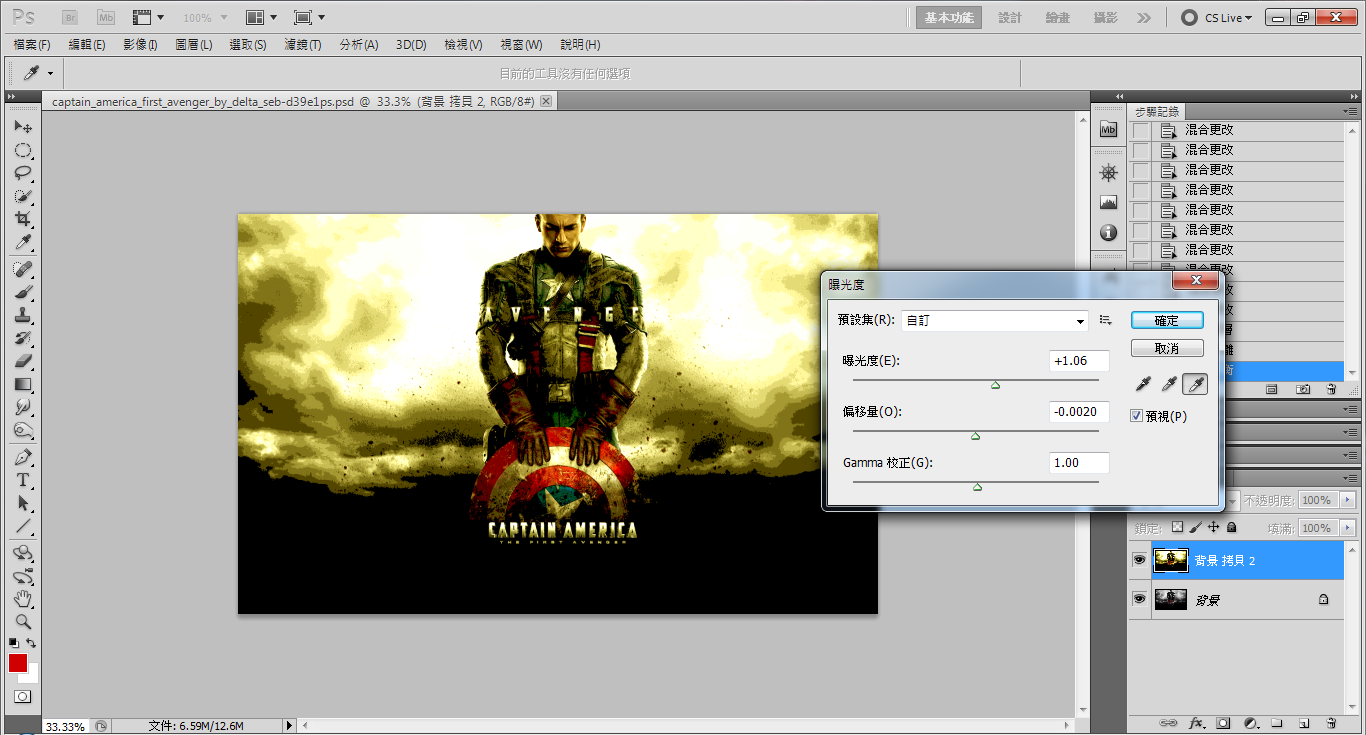 Ps Br Mb 100% 基本功能 設計 繪畫 攝影 CS Live
檔案(F) 編輯(E) 影像(I) 圖層(L) 選取(S) 濾鏡(T) 分析(A) 3D(D) 檢視(V) 視窗(W) 說明(H)
目前的工具沒有任何選項
captain_america_first_avenger_by_delta_seb-d39e1ps.psd @ 33.3% (背景 拷貝 2, RGB/8#)
步驟記錄
Mb
混合更改
混合更改
混合更改
混合更改
混合更改
混合更改
混合更改
混合更改
曝光度
預設集(R): 自訂
確定
取消
曝光度(E): +1.06
偏移量(O): -0.0020
預視(P)
Gamma 校正(G): 1.00
AVENGE
CAPTAIN AMERICA
THE FIRST AVENGER
不透明度: 100%
鎖定: 填滿: 100%
背景 拷貝 2
背景
33.33% 文件: 6.59M/12.6M